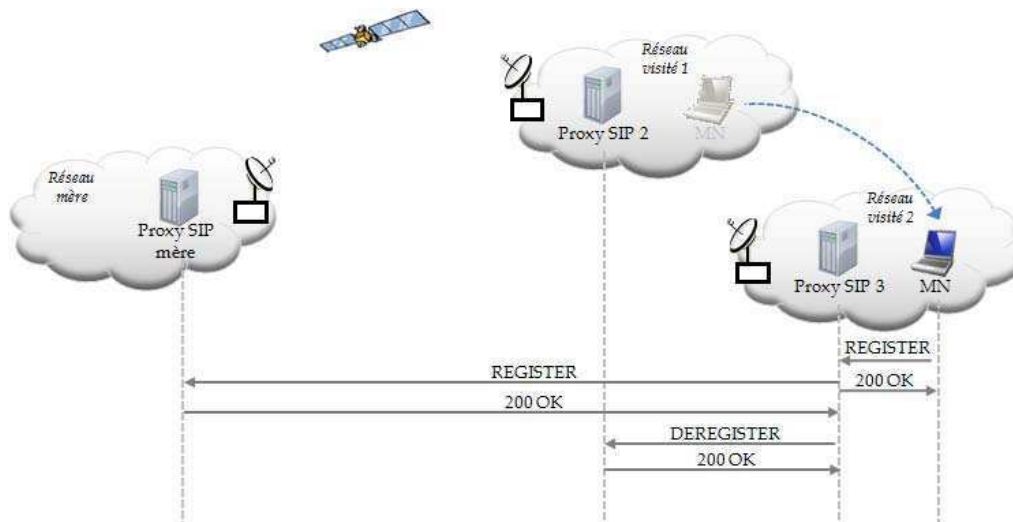 Réseau
visité 1
Proxy SIP 2
MN
Réseau
mère
Proxy SIP
mère
Réseau
visité 2
Proxy SIP 3
MN
REGISTER
REGISTER
200 OK
200 OK
DEREGISTER
200 OK